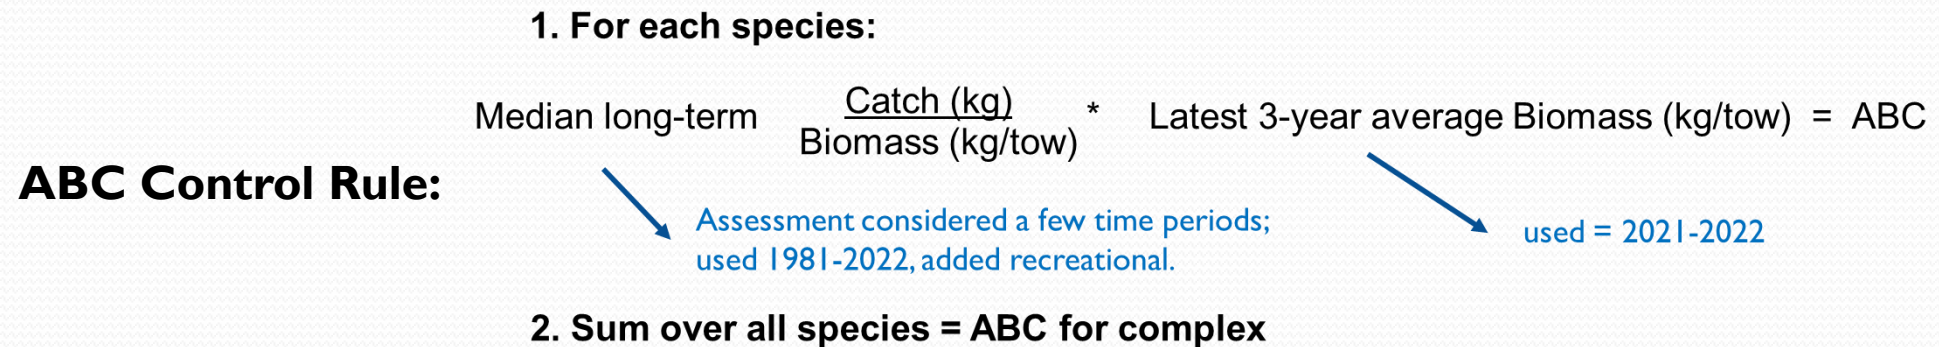 1. For each species:
Median long-term Catch (kg) * Latest 3-year average Biomass (kg/tow) = ABC
Biomass (kg/tow)
ABC Control Rule:
Assessment considered a few time periods;
used 1981-2022, added recreational.
used = 2021-2022
2. Sum over all species = ABC for complex